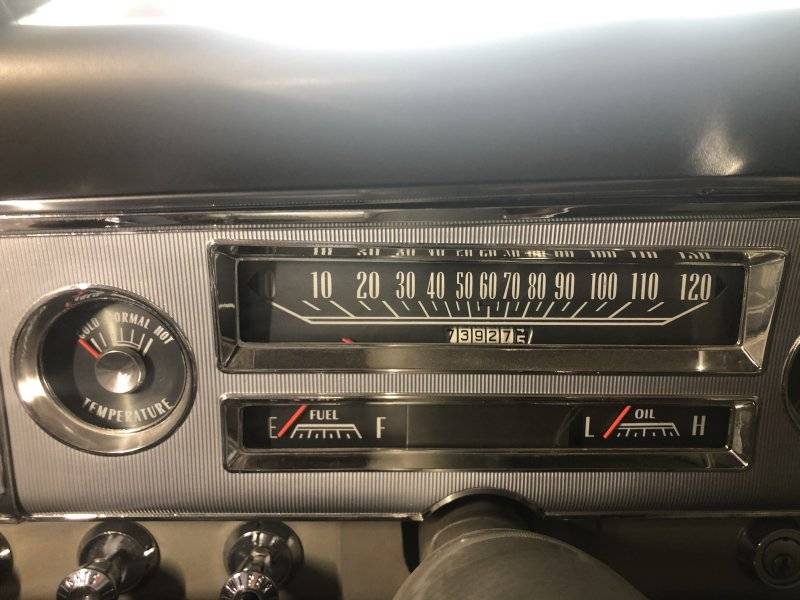 10 20 30 40 50 60 70 80 90 100 110 120
73927
COLD NORMAL HOT
TEMPERATURE
E FUEL F
L OIL H